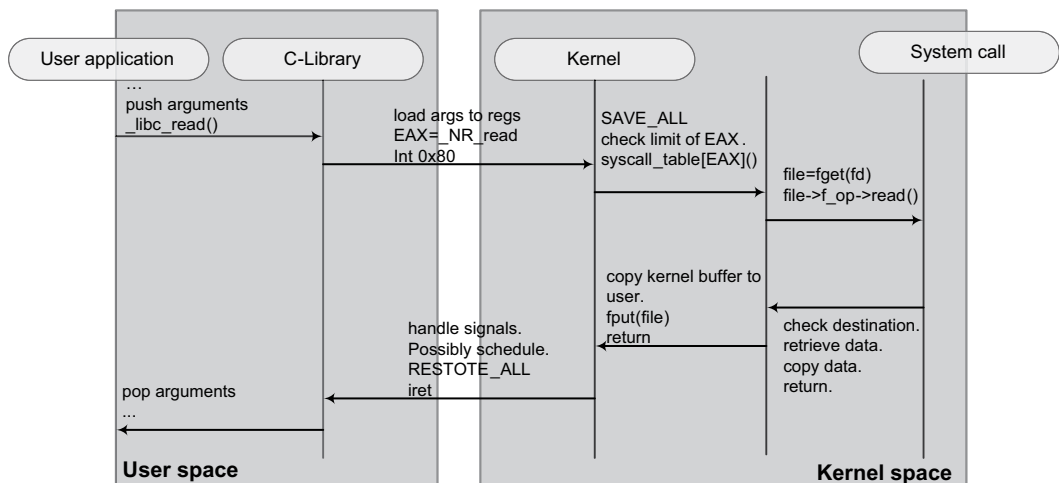 User application
C-Library
Kernel
System call
...
push arguments
_libc_read()
load args to regs
EAX=_NR_read
Int 0x80
SAVE_ALL
check limit of EAX.
syscall_table[EAX]()
file=fget(fd)
file->f_op->read()
copy kernel buffer to
user.
fput(file)
return
check destination.
retrieve data.
copy data.
return.
handle signals.
Possibly schedule.
RESTOTE_ALL
iret
pop arguments
...
User space
Kernel space